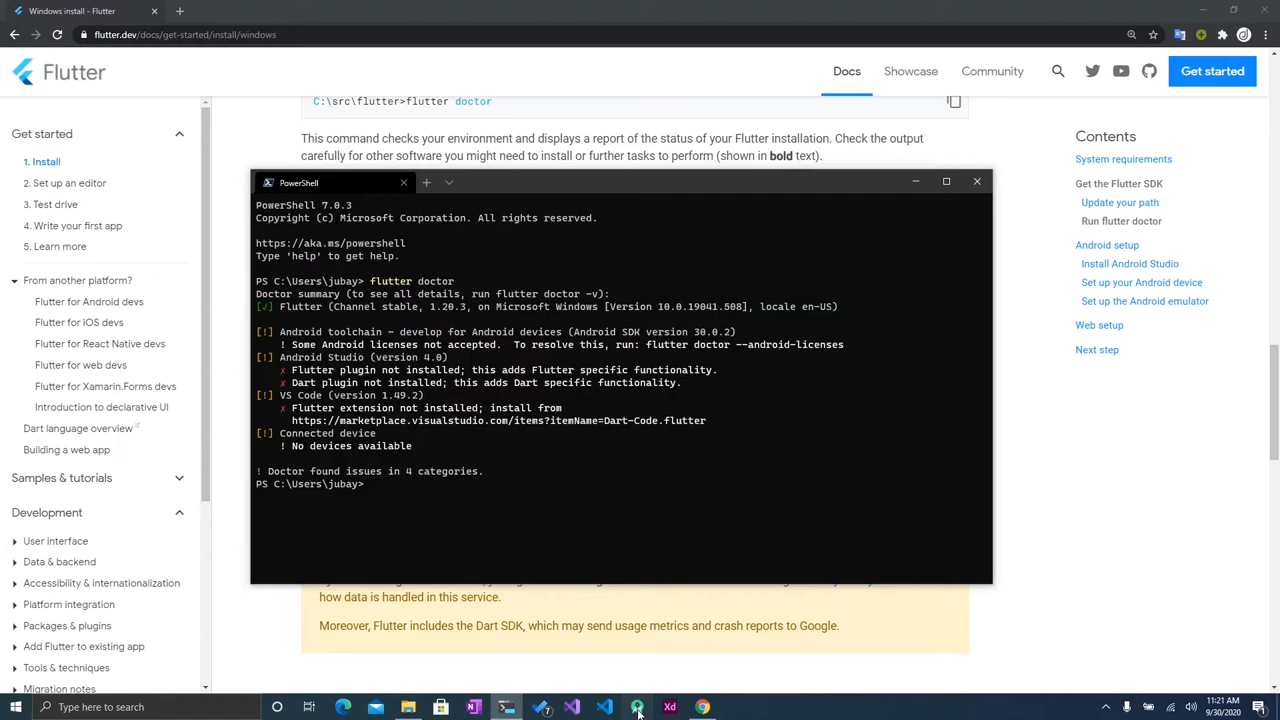 Windows install - Flutter
flutter.dev/docs/get-started/install/windows
Flutter
Docs
Showcase
Community
Get started
Get started
1. Install
2. Set up an editor
3. Test drive
4. Write your first app
5. Learn more
From another platform?
Flutter for Android devs
Flutter for iOS devs
Flutter for React Native devs
Flutter for web devs
Flutter for Xamarin.Forms devs
Introduction to declarative UI
Dart language overview
Building a web app
Samples & tutorials
Development
User interface
Data & backend
Accessibility & internationalization
Platform integration
Packages & plugins
Add Flutter to existing app
Tools & techniques
Migration notes
C:\src\flutter>flutter doctor
This command checks your environment and displays a report of the status of your Flutter installation. Check the output
carefully for other software you might need to install or further tasks to perform (shown in bold text).
PowerShell
PowerShell 7.0.3
Copyright (c) Microsoft Corporation. All rights reserved.
https://aka.ms/powershell
Type 'help' to get help.
PS C:\Users\jubay> flutter doctor
Doctor summary (to see all details, run flutter doctor -v):
[√] Flutter (Channel stable, 1.20.3, on Microsoft Windows [Version 10.0.19041.508], locale en-US)
[!] Android toolchain - develop for Android devices (Android SDK version 30.0.2)
! Some Android licenses not accepted.  To resolve this, run: flutter doctor --android-licenses
[!] Android Studio (version 4.0)
✗ Flutter plugin not installed; this adds Flutter specific functionality.
✗ Dart plugin not installed; this adds Dart specific functionality.
[!] VS Code (version 1.49.2)
✗ Flutter extension not installed; install from
https://marketplace.visualstudio.com/items?itemName=Dart-Code.flutter
[!] Connected device
! No devices available
! Doctor found issues in 4 categories.
PS C:\Users\jubay>
how data is handled in this service.
Moreover, Flutter includes the Dart SDK, which may send usage metrics and crash reports to Google.
Contents
System requirements
Get the Flutter SDK
Update your path
Run flutter doctor
Android setup
Install Android Studio
Set up your Android device
Set up the Android emulator
Web setup
Next step
Type here to search
7
Xd
11:21 AM
9/30/2020